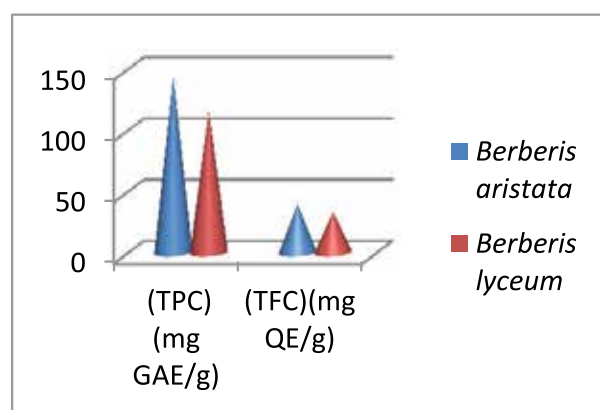 150
100
50
0
(TPC)
(mg
GAE/g)
(TFC)(mg
QE/g)
Berberis
aristata
Berberis
lyceum